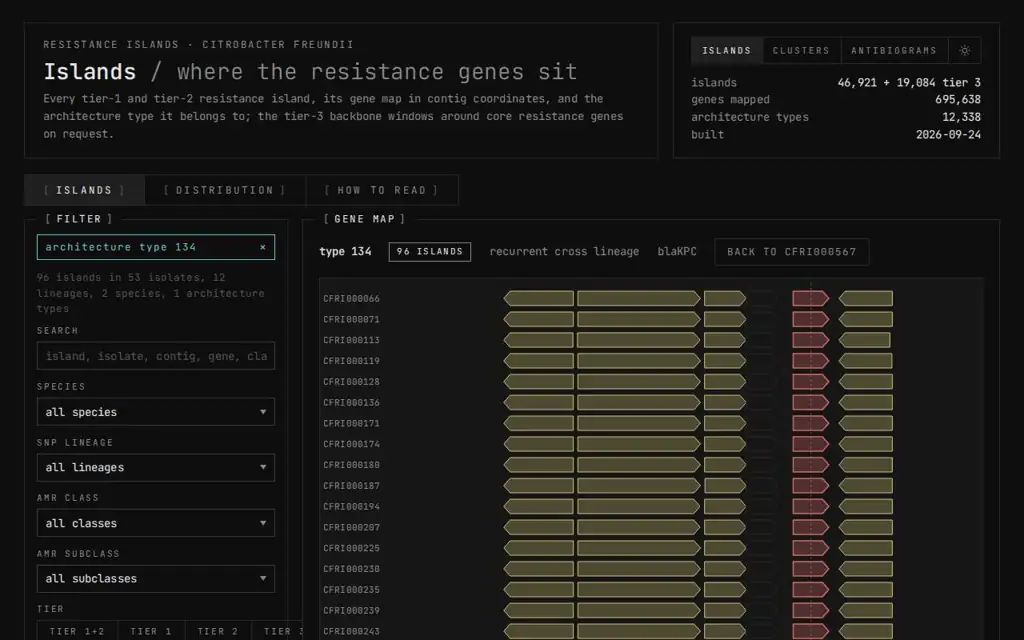 RESISTANCE ISLANDS · CITROBACTER FREUNDII
Islands / where the resistance genes sit
Every tier-1 and tier-2 resistance island, its gene map in contig coordinates, and the
architecture type it belongs to; the tier-3 backbone windows around core resistance genes
on request.
ISLANDS CLUSTERS ANTIBIOGRAMS
islands 46,921 + 19,084 tier 3
genes mapped 695,638
architecture types 12,338
built 2026-09-24
[ ISLANDS ] [ DISTRIBUTION ] [ HOW TO READ ]
[ FILTER ]
architecture type 134 ×
96 islands in 53 isolates, 12
lineages, 2 species, 1 architecture
types
SEARCH
island, isolate, contig, gene, cla
SPECIES
all species
SNP LINEAGE
all lineages
AMR CLASS
all classes
AMR SUBCLASS
all subclasses
TIER
TIER 1+2 TIER 1 TIER 2 TIER 3
[ GENE MAP ]
type 134 96 ISLANDS recurrent cross lineage blaKPC BACK TO CFRI000567
CFRI000066
CFRI000071
CFRI000113
CFRI000119
CFRI000128
CFRI000136
CFRI000171
CFRI000174
CFRI000180
CFRI000187
CFRI000194
CFRI000207
CFRI000225
CFRI000230
CFRI000235
CFRI000239
CFRI000243